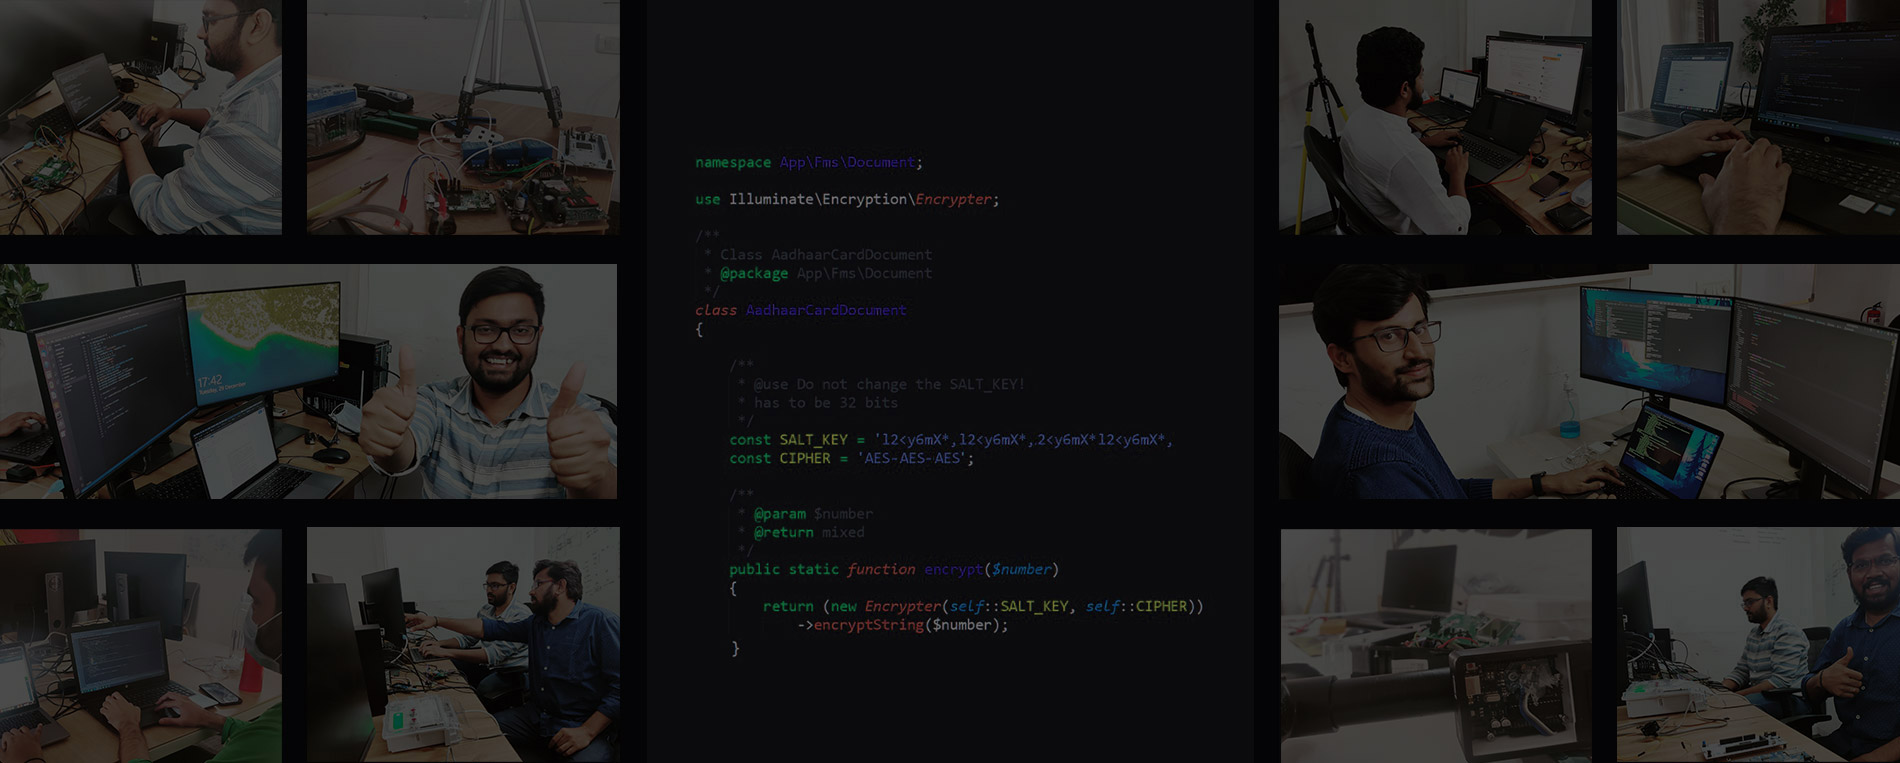 namespace App\Fms\Document;
use Illuminate\Encryption\Encrypter;
/**
* Class AadhaarCardDocument
* @package App\Fms\Document
*/
class AadhaarCardDocument
{
/**
* @use Do not change the SALT_KEY!
* has to be 32 bits
*/
const SALT_KEY = 'l2<y6mX*,l2<y6mX*,2<y6mX*l2<y6mX*,
const CIPHER = 'AES-AES-AES';
/**
* @param $number
* @return mixed
*/
public static function encrypt($number)
{
return (new Encrypter(self::SALT_KEY, self::CIPHER))
->encryptString($number);
}
17:42